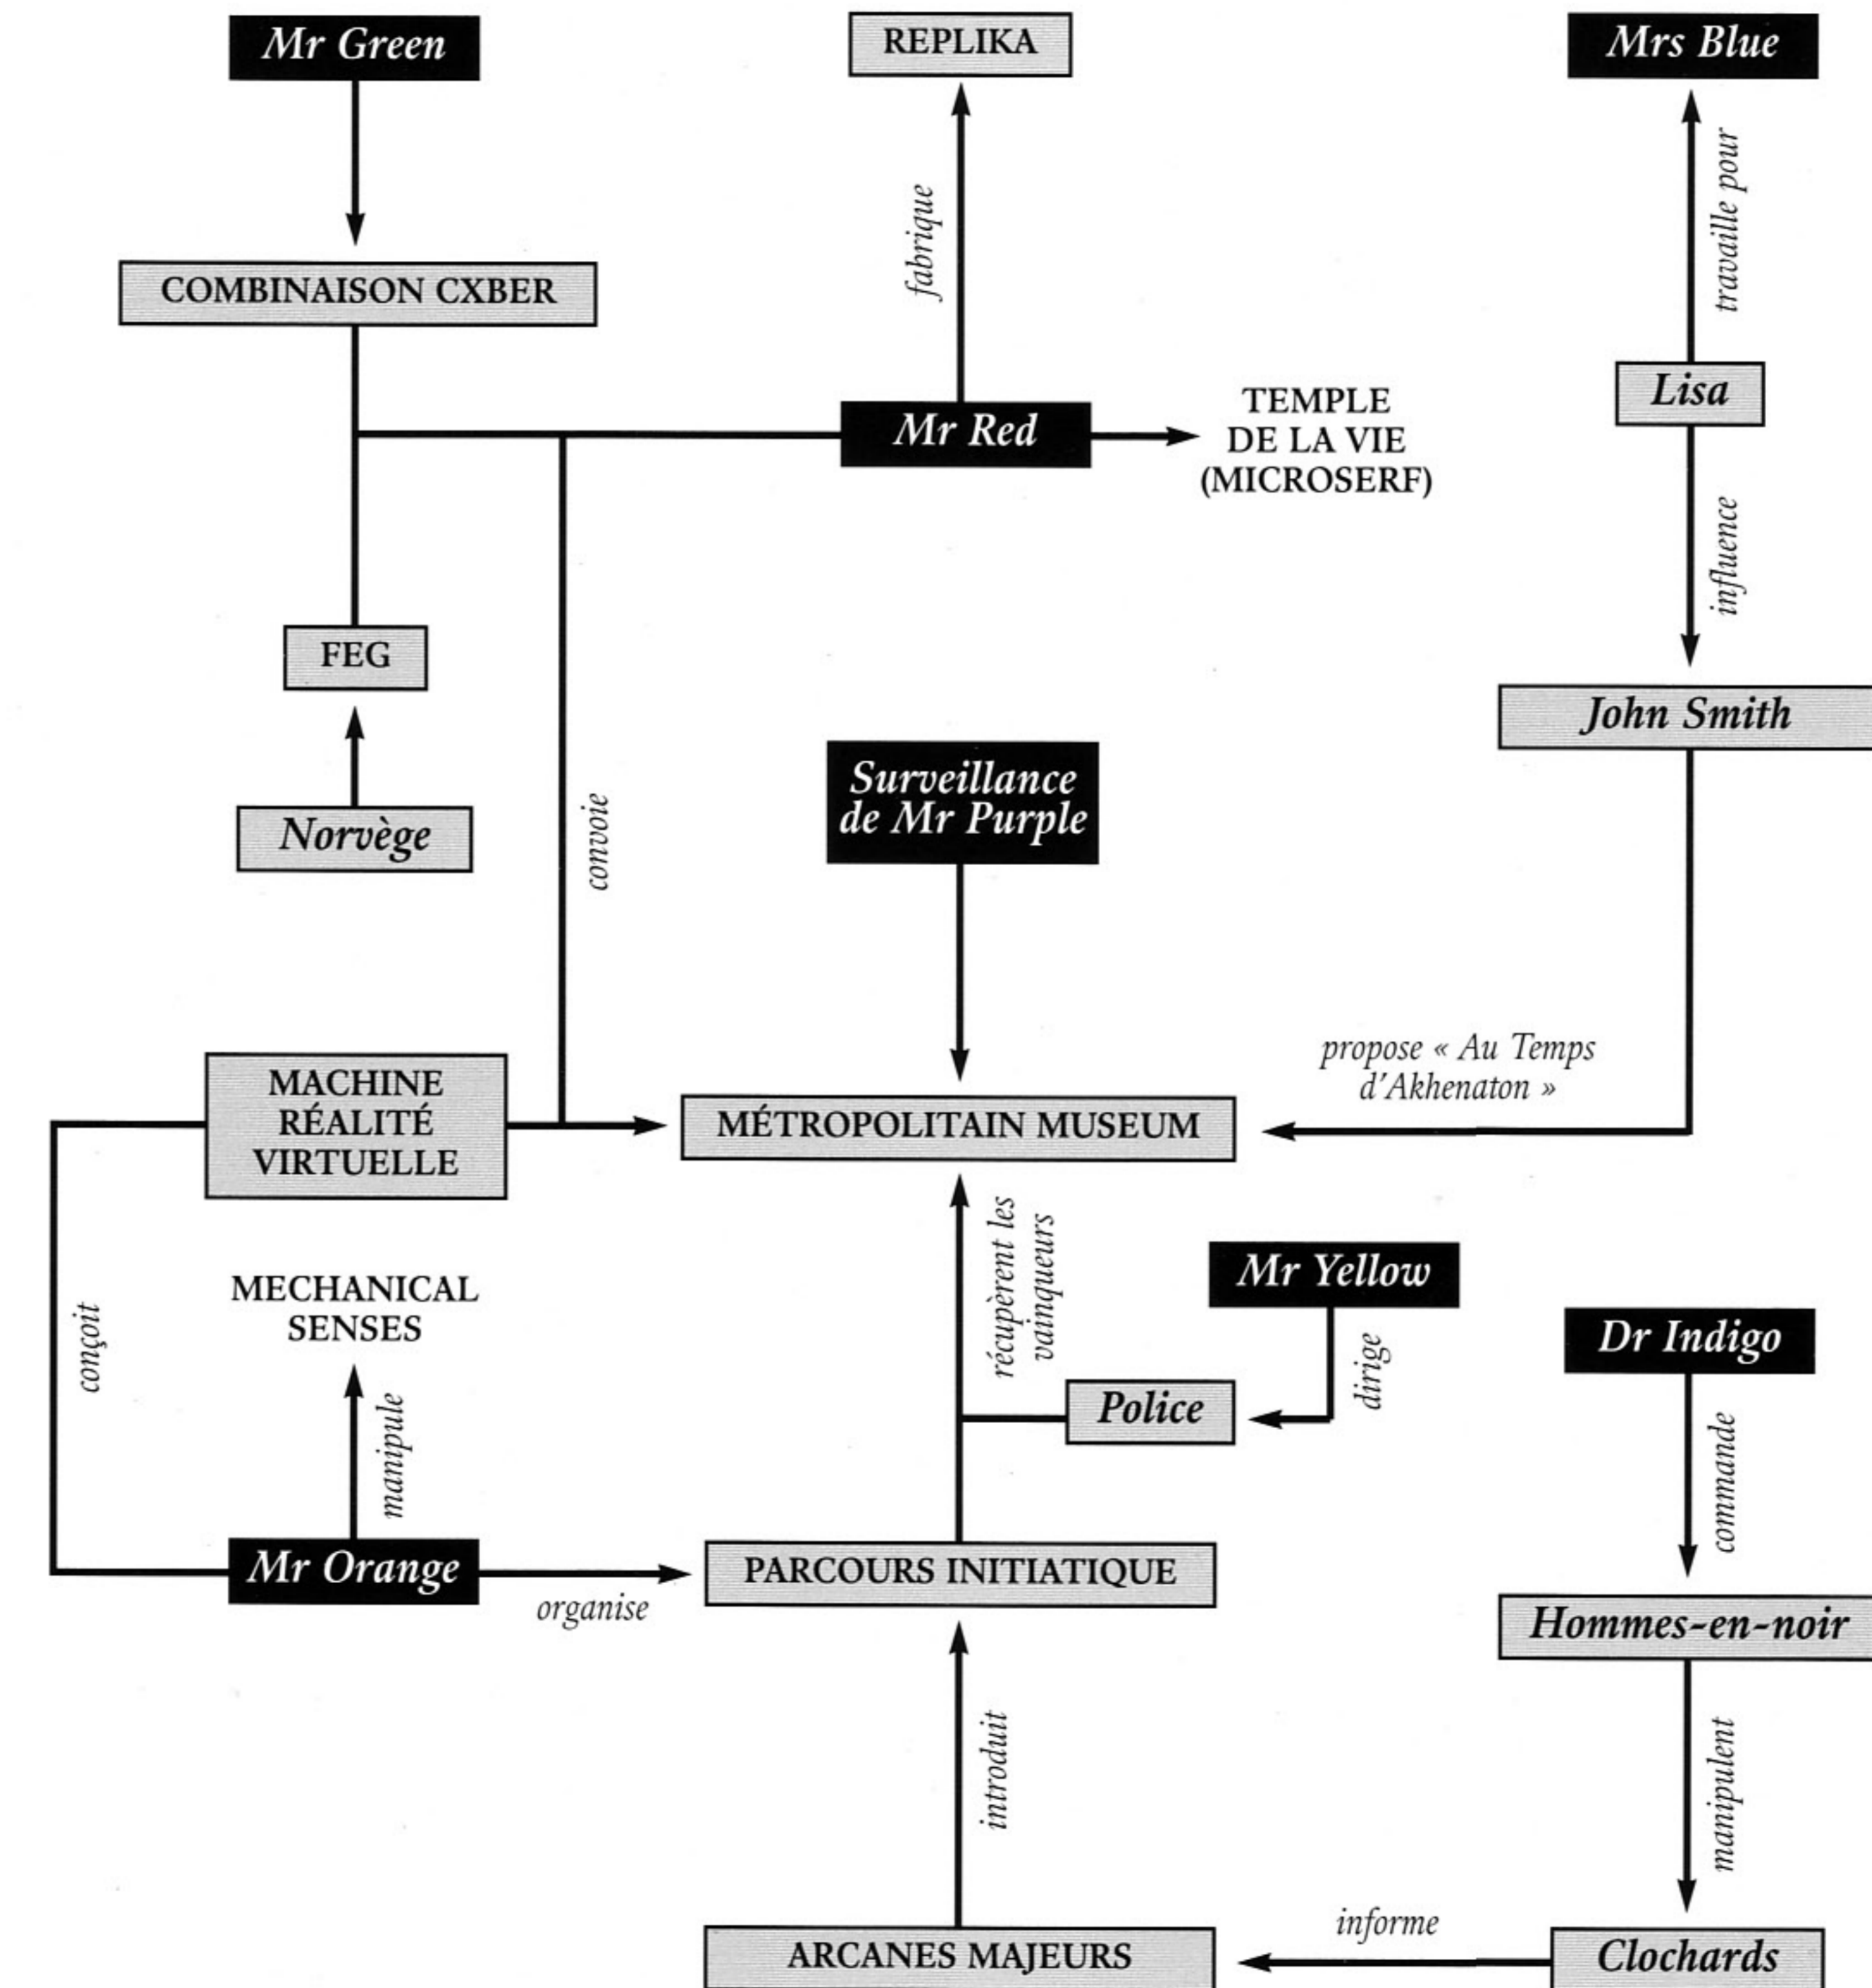 Mr Green
REPLIKA
Mrs Blue
travaille pour
fabrique
COMBINAISON CXBER
Lisa
Mr Red
TEMPLE
DE LA VIE
(MICROSERF)
influence
FEG
John Smith
Surveillance
de Mr Purple
Norvège
convoie
propose « Au Temps
d'Akhenaton »
MACHINE
RÉALITÉ
VIRTUELLE
MÉTROPOLITAIN MUSEUM
récupèrent les
vainqueurs
Mr Yellow
MECHANICAL
SENSES
Dr Indigo
conçoit
dirige
Police
manipule
commande
Mr Orange
organise
PARCOURS INITIATIQUE
Hommes-en-noir
introduit
manipulent
informe
ARCANES MAJEURS
Clochards